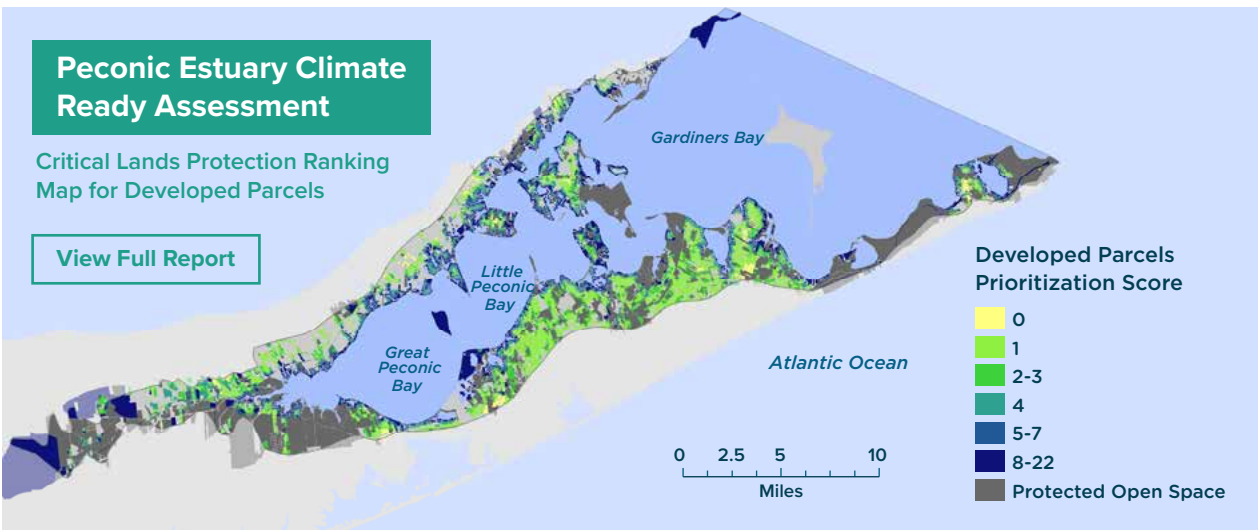 Peconic Estuary Climate
Ready Assessment
Critical Lands Protection Ranking
Map for Developed Parcels
View Full Report
Gardiners Bay
Little
Peconic
Bay
Great
Peconic
Bay
Atlantic Ocean
0 2.5 5 10
Miles
Developed Parcels
Prioritization Score
0
1
2-3
4
5-7
8-22
Protected Open Space